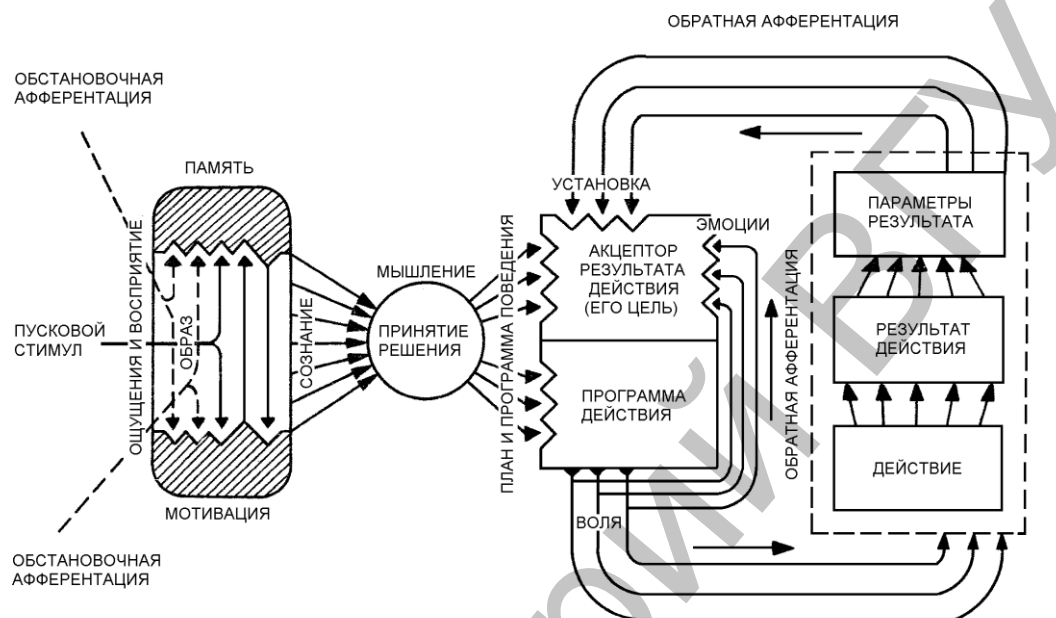 ОБРАТНАЯ АФФЕРЕНТАЦИЯ
ОБСТАНОВОЧНАЯ
АФФЕРЕНТАЦИЯ
ПАМЯТЬ
ОЩУЩЕНИЯ И ВОСПРИЯТИЕ
ПУСКОВОЙ
СТИМУЛ
ОБРАЗ
СОЗНАНИЕ
МОТИВАЦИЯ
ОБСТАНОВОЧНАЯ
АФФЕРЕНТАЦИЯ
МЫШЛЕНИЕ
ПРИНЯТИЕ
РЕШЕНИЯ
ПЛАН И ПРОГРАММА ПОВЕДЕНИЯ
УСТАНОВКА
ЭМОЦИИ
АКЦЕПТОР
РЕЗУЛЬТАТА
ДЕЙСТВИЯ
(ЕГО ЦЕЛЬ)
ПРОГРАММА
ДЕЙСТВИЯ
ВОЛЯ
ОБРАТНАЯ АФФЕРЕНТАЦИЯ
ПАРАМЕТРЫ
РЕЗУЛЬТАТА
РЕЗУЛЬТАТ
ДЕЙСТВИЯ
ДЕЙСТВИЕ
ВГУ